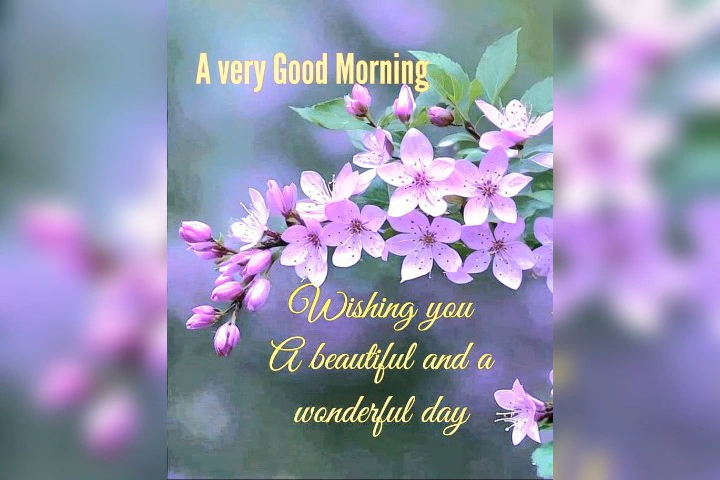 A very Good Morning
Wishing you
A beautiful and a
wonderful day